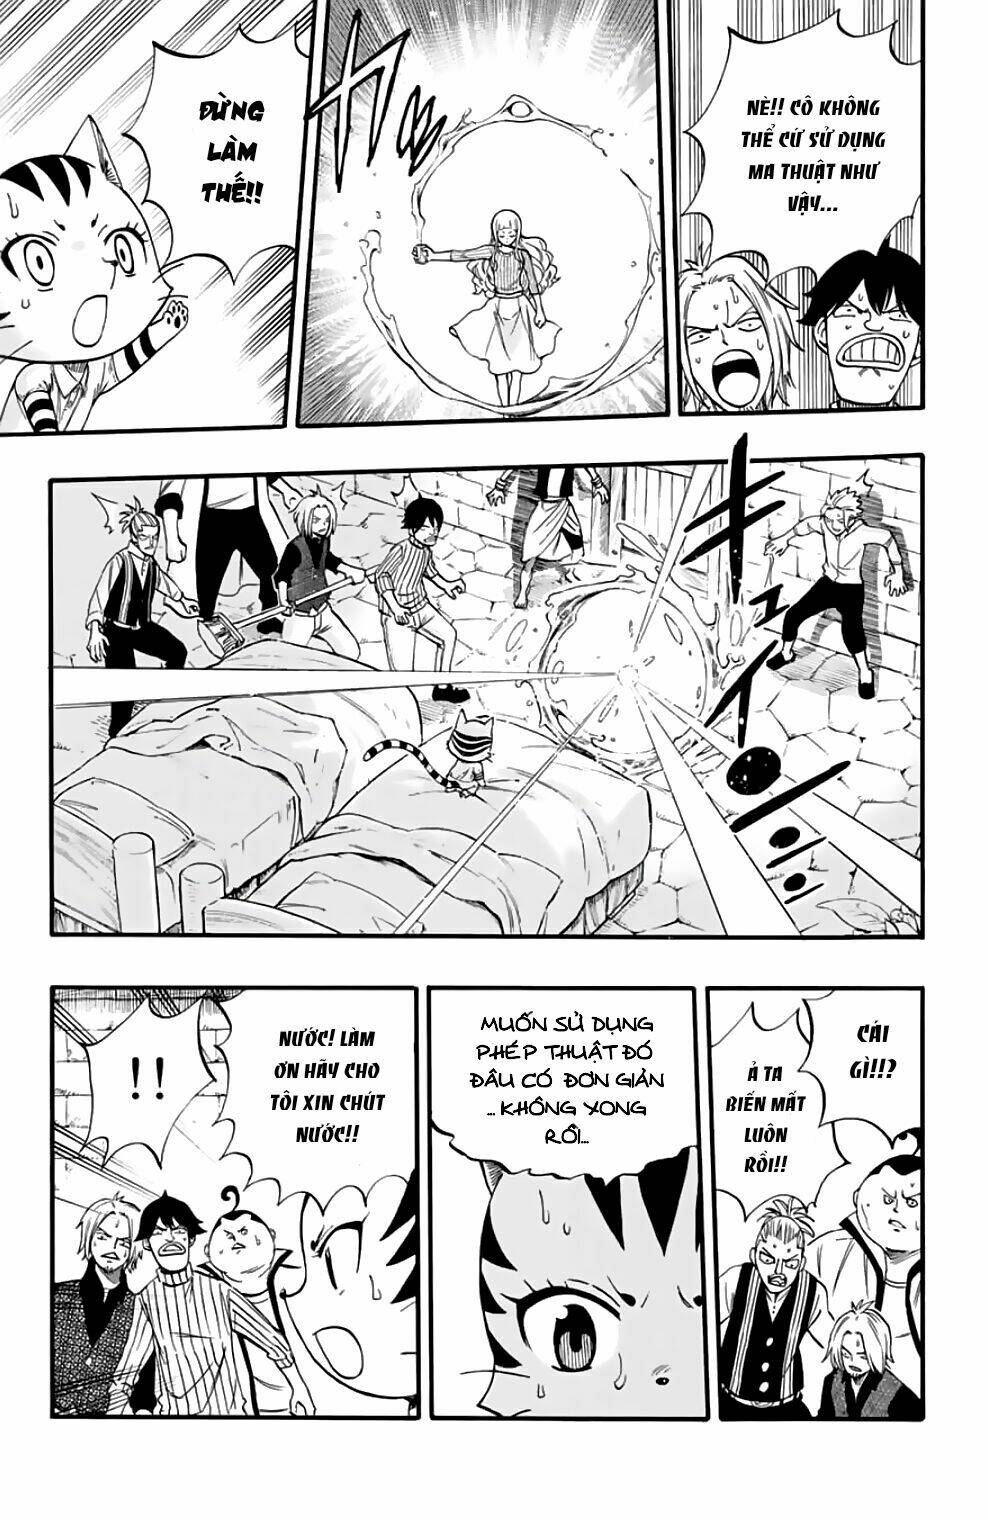 NÈ!! CÔ KHÔNG
THỂ CỨ SỬ DỤNG
MA THUẬT NHƯ
VẬY...
ĐỪNG
LÀM
THẾ!!
CÁI
GÌ!!?
Ả TA
BIẾN MẤT
LUÔN
RỒI!!
MUỐN SỬ DỤNG
PHÉP THUẬT ĐÓ
ĐÂU CÓ ĐƠN GIẢN
... KHÔNG XONG
RỒI...
NƯỚC! LÀM
ƠN HÃY CHO
TÔI XIN CHÚT
NƯỚC!!
!!